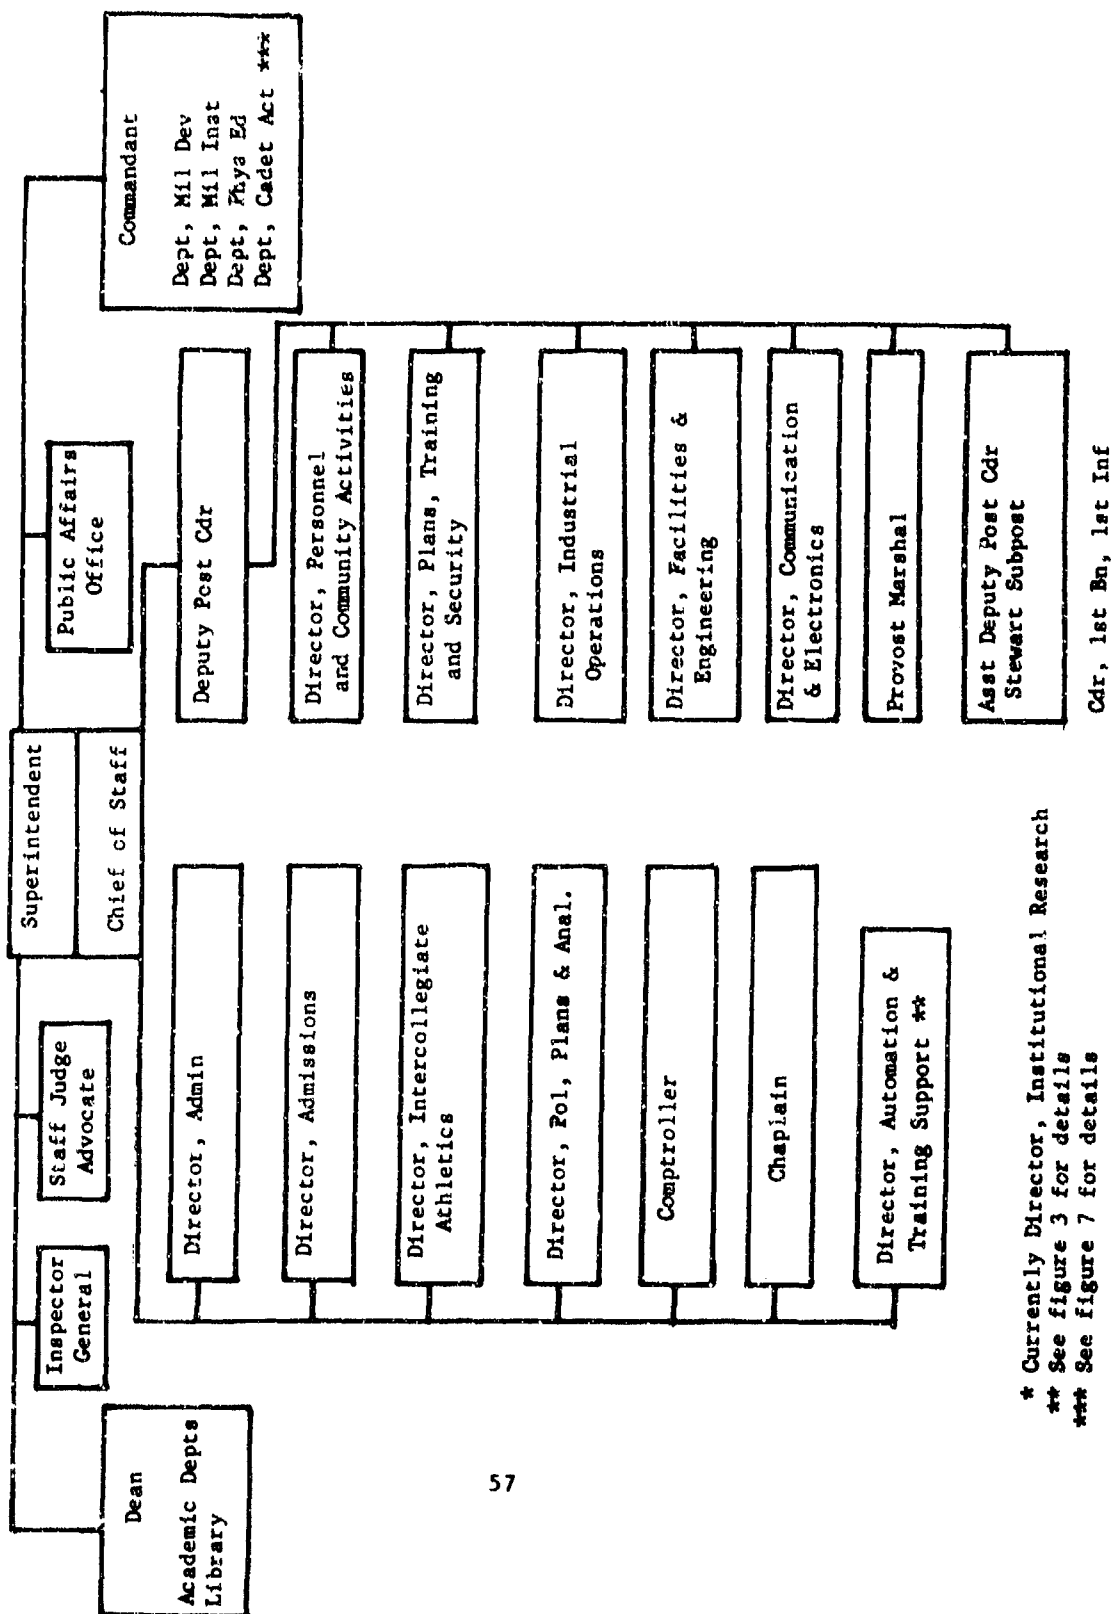 Superintendent
Chief of Staff
Inspector
General
Staff Judge
Advocate
Public Affairs
Office
Dean
Academic Depts
Library
Commandant
Dept, Mil Dev
Dept, Mil Inst
Dept, Phys Ed
Dept, Cadet Act ***
Director, Admin
Director, Admissions
Director, Intercollegiate
Athletics
Director, Pol, Plans & Anal.
Comptroller
Chaplain
Director, Automation &
Training Support **
Deputy Post Cdr
Director, Personnel
and Community Activities
Director, Plans, Training
and Security
Director, Industrial
Operations
Director, Facilities &
Engineering
Director, Communication
& Electronics
Provost Marshal
Asst Deputy Post Cdr
Stewart Subpost
Cdr, 1st Bn, 1st Inf
* Currently Director, Institutional Research
** See figure 3 for details
*** See figure 7 for details
57